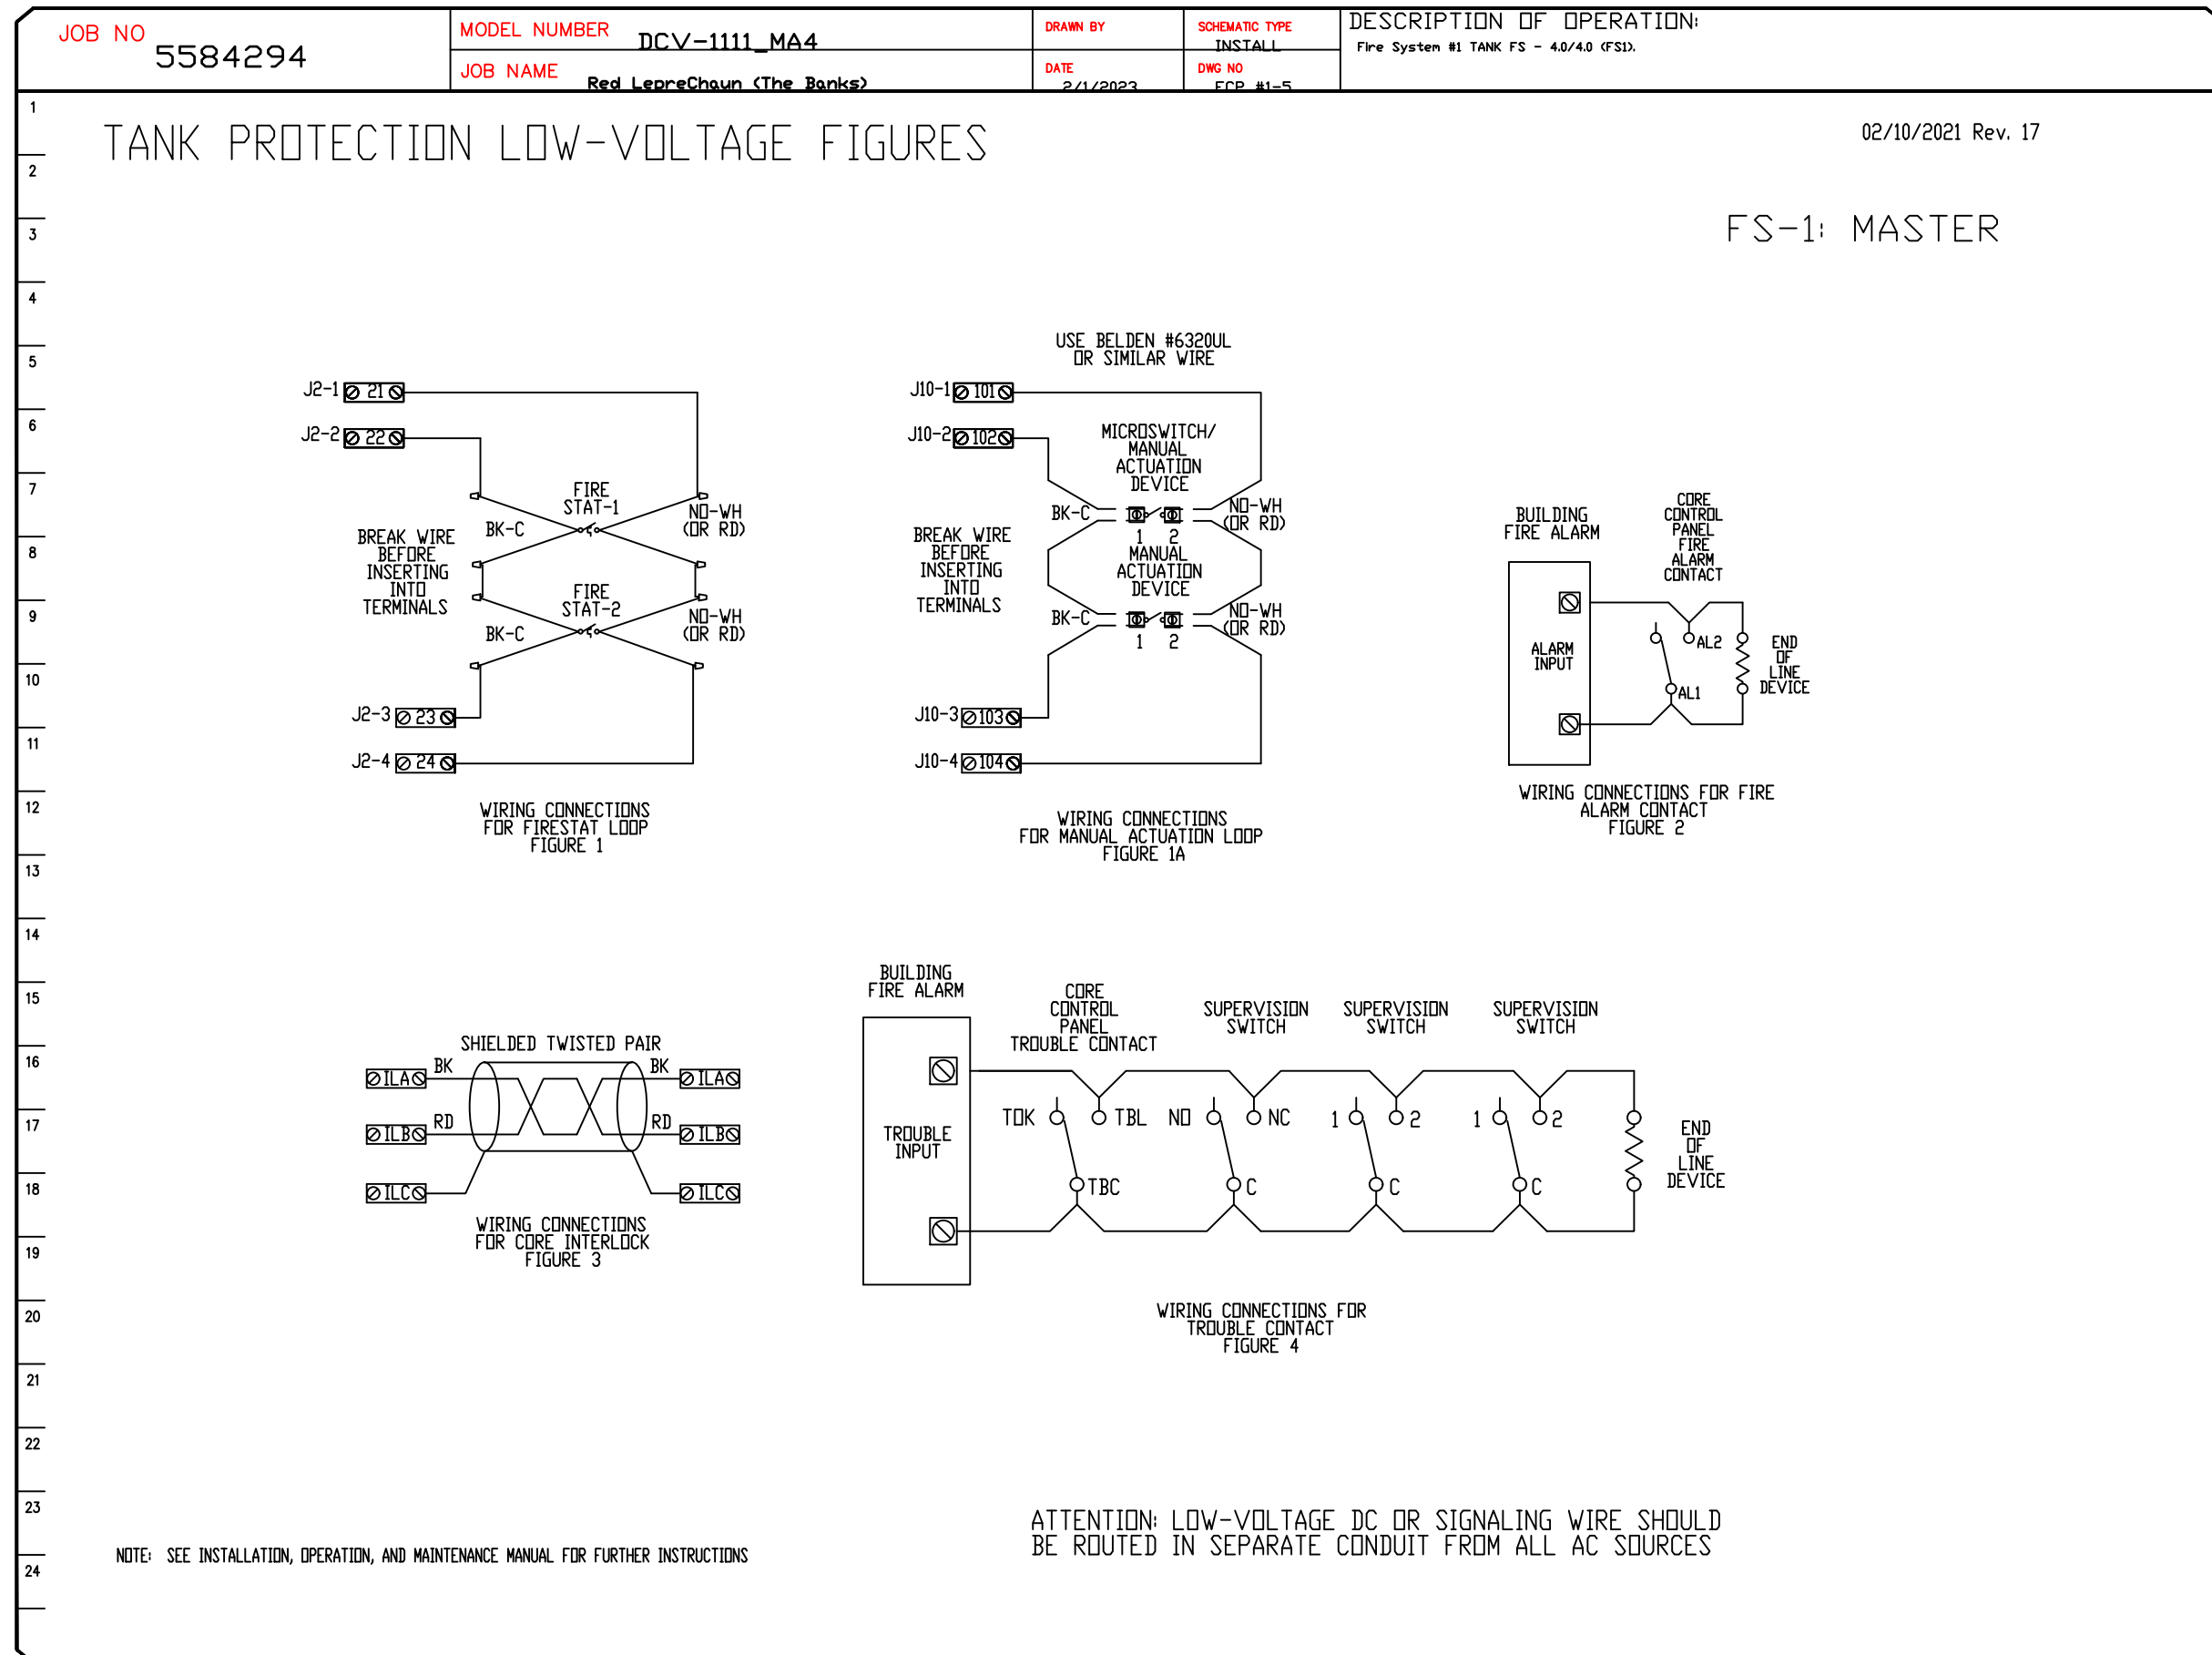 JOB NO
5584294
MODEL NUMBER
DCV-1111_MA4
JOB NAME
Red LepreChaun (The Banks)
DRAWN BY
DATE
2/1/2023
SCHEMATIC TYPE
INSTALL
DWG NO
ECP #1-5
DESCRIPTION OF OPERATION:
Fire System #1 TANK FS - 4.0/4.0 (FS1).
1
2
3
4
5
6
7
8
9
10
11
12
13
14
15
16
17
18
19
20
21
22
23
24
TANK PROTECTION LOW-VOLTAGE FIGURES
02/10/2021 Rev. 17
FS-1: MASTER
J2-1 21
J2-2 22
FIRE
STAT-1
BK-C
NO-WH
(OR RD)
BREAK WIRE
BEFORE
INSERTING
INTO
TERMINALS
FIRE
STAT-2
BK-C
NO-WH
(OR RD)
J2-3 23
J2-4 24
WIRING CONNECTIONS
FOR FIRESTAT LOOP
FIGURE 1
USE BELDEN #6320UL
OR SIMILAR WIRE
J10-1 101
J10-2 102
MICROSWITCH/
MANUAL
ACTUATION
DEVICE
BK-C
NO-WH
(OR RD)
1 2
BREAK WIRE
BEFORE
INSERTING
INTO
TERMINALS
MANUAL
ACTUATION
DEVICE
BK-C
NO-WH
(OR RD)
1 2
J10-3 103
J10-4 104
WIRING CONNECTIONS
FOR MANUAL ACTUATION LOOP
FIGURE 1A
BUILDING
FIRE ALARM
CORE
CONTROL
PANEL
FIRE
ALARM
CONTACT
ALARM
INPUT
AL2
AL1
END
OF
LINE
DEVICE
WIRING CONNECTIONS FOR FIRE
ALARM CONTACT
FIGURE 2
SHIELDED TWISTED PAIR
ILA BK BK ILA
ILB RD RD ILB
ILC ILC
WIRING CONNECTIONS
FOR CORE INTERLOCK
FIGURE 3
BUILDING
FIRE ALARM
TROUBLE
INPUT
CORE
CONTROL
PANEL
TROUBLE CONTACT
SUPERVISION
SWITCH
SUPERVISION
SWITCH
SUPERVISION
SWITCH
TOK TBL NO NC 1 2 1 2
TBC C C C
END
OF
LINE
DEVICE
WIRING CONNECTIONS FOR
TROUBLE CONTACT
FIGURE 4
NOTE: SEE INSTALLATION, OPERATION, AND MAINTENANCE MANUAL FOR FURTHER INSTRUCTIONS
ATTENTION: LOW-VOLTAGE DC OR SIGNALING WIRE SHOULD
BE ROUTED IN SEPARATE CONDUIT FROM ALL AC SOURCES